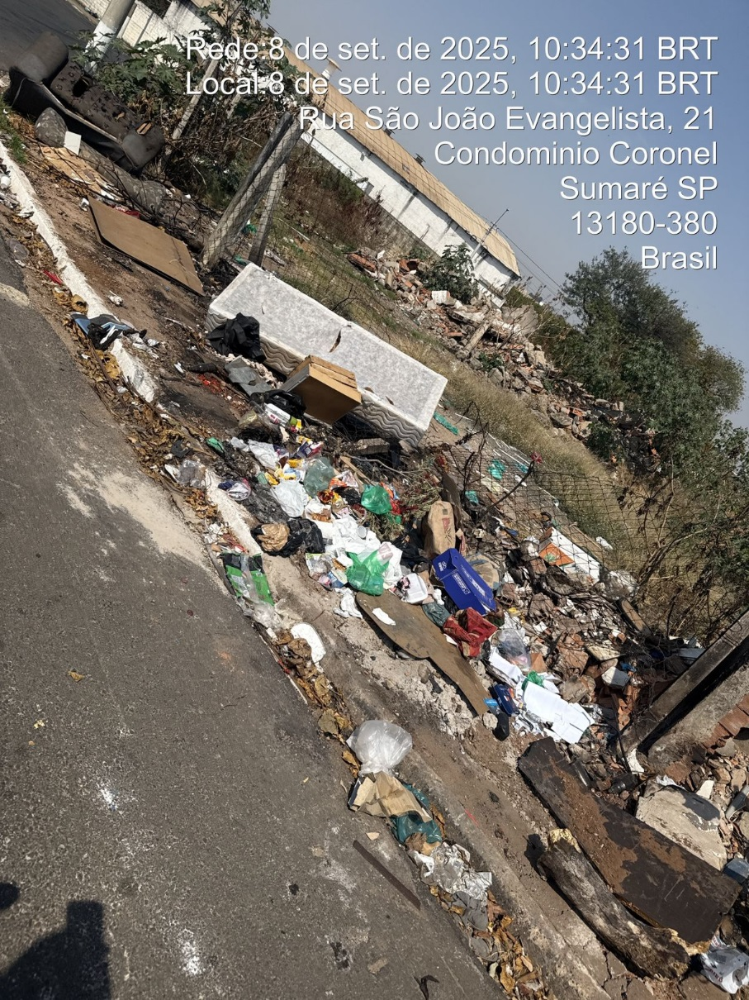 Rede:8 de set. de 2025, 10:34:31 BRT
Local:8 de set. de 2025, 10:34:31 BRT
Rua São João Evangelista, 21
Condominio Coronel
Sumaré SP
13180-380
Brasil